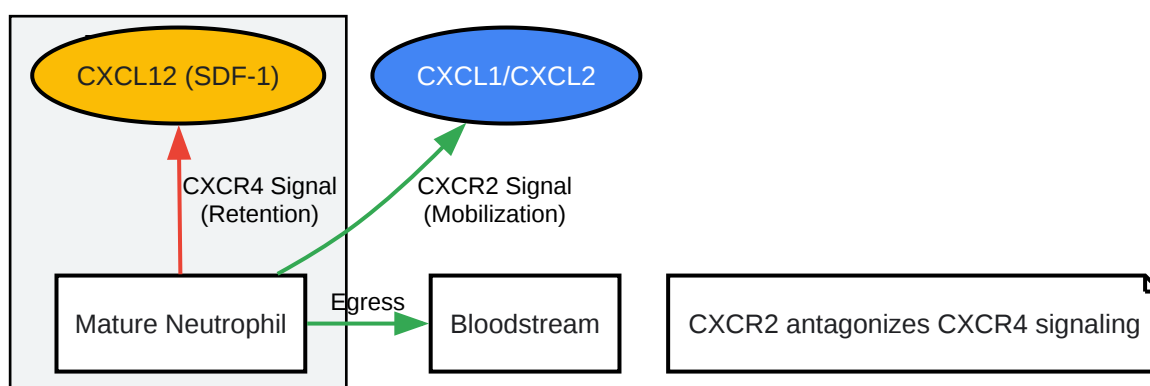 CXCL12 (SDF-1)
CXCL1/CXCL2
CXCR4 Signal
(Retention)
CXCR2 Signal
(Mobilization)
Mature Neutrophil
Egress
Bloodstream
CXCR2 antagonizes CXCR4 signaling